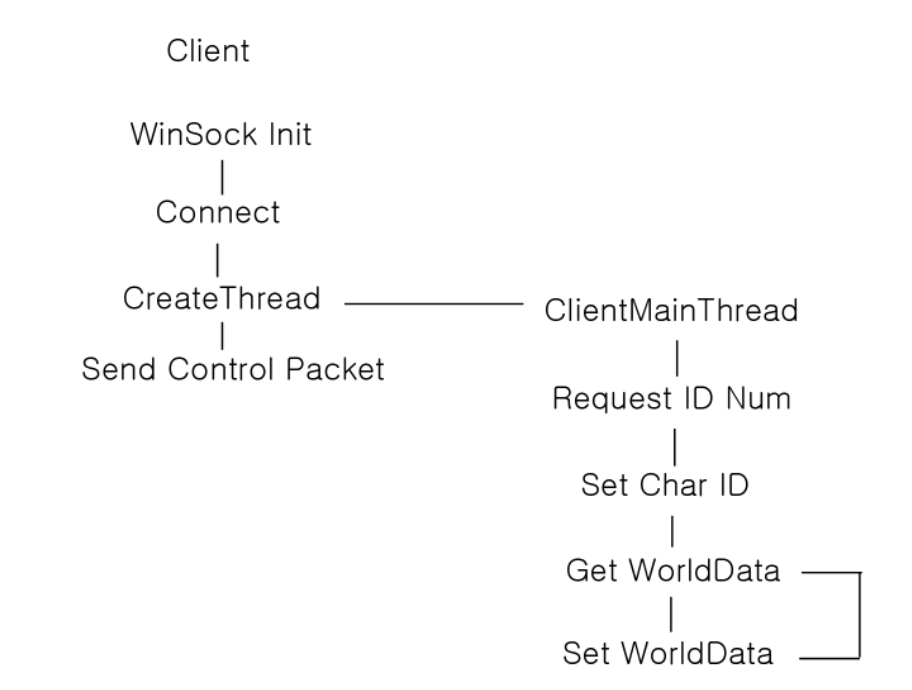 Client
WinSock Init
Connect
CreateThread
Send Control Packet
ClientMainThread
Request ID Num
Set Char ID
Get WorldData
Set WorldData